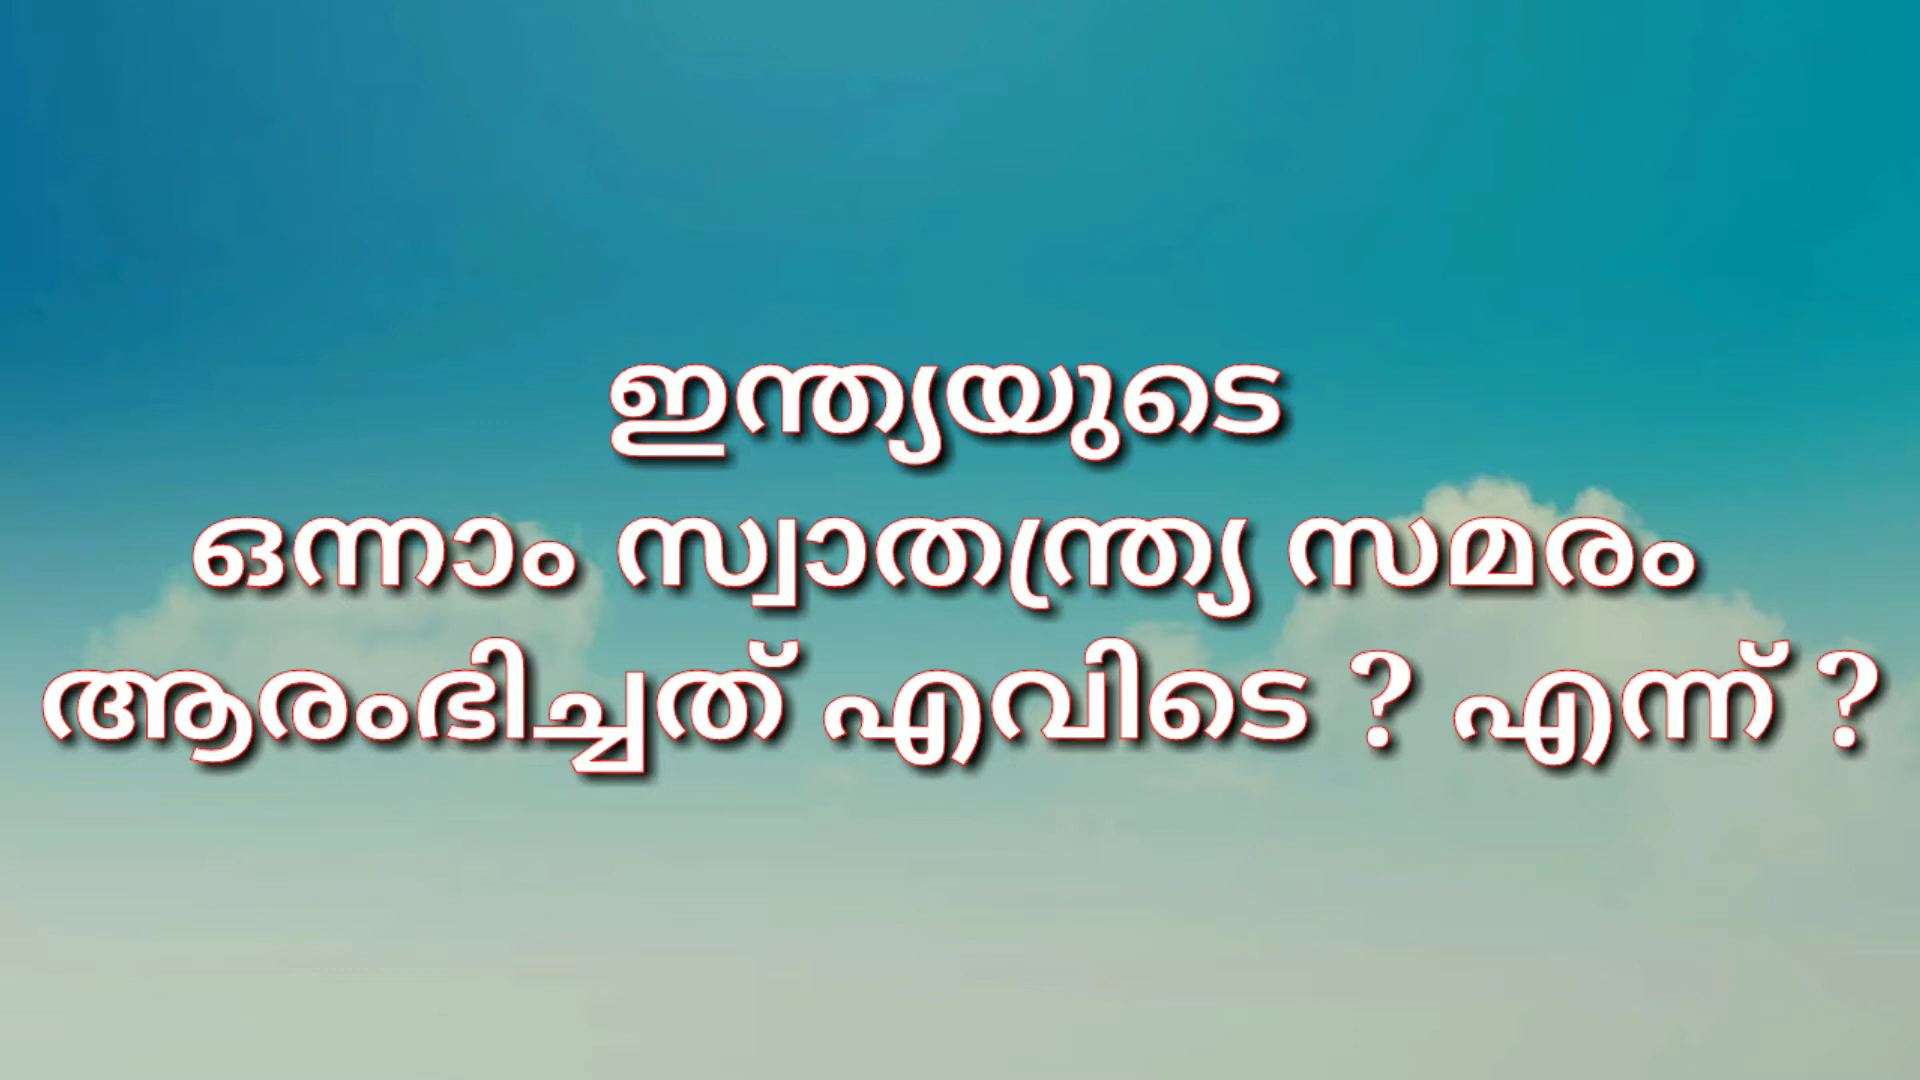 ഇന്ത്യയുടെ
ഒന്നാം സ്വാതന്ത്ര്യ സമരം
ആരംഭിച്ചത് എവിടെ ? എന്ന് ?